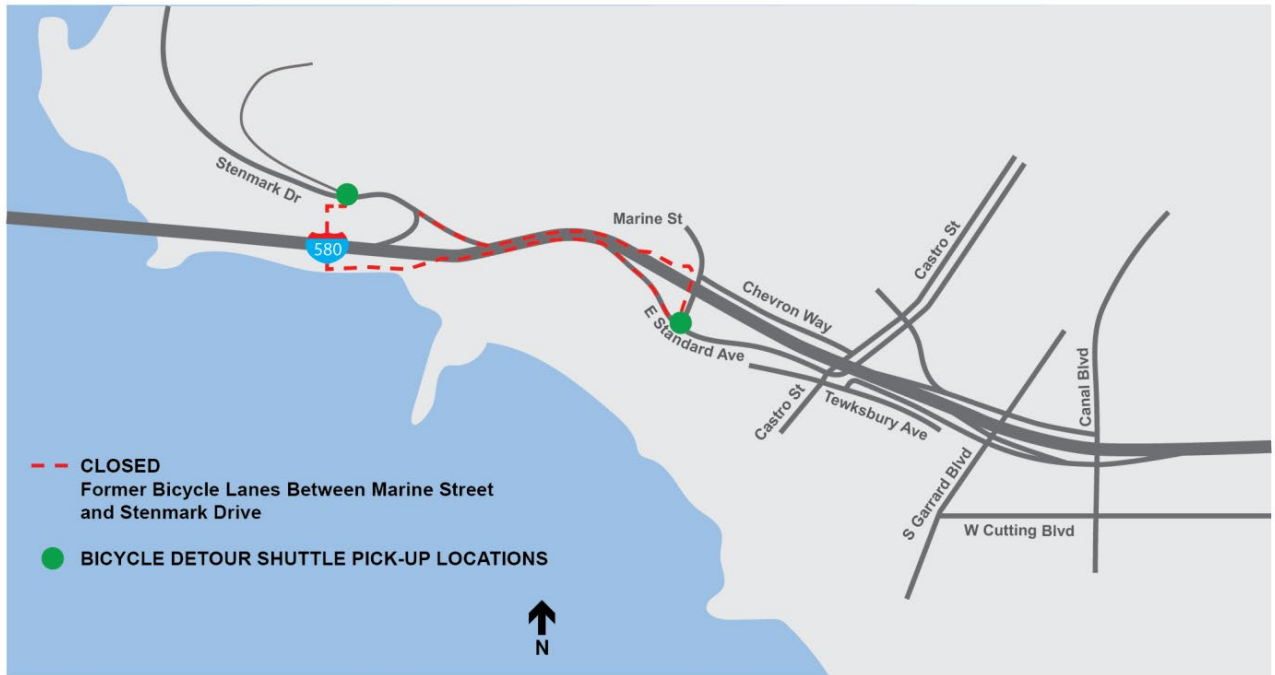 Stenmark Dr
580
Marine St
Chevron Way
E Standard Ave
Castro St
Castro St
Tewksbury Ave
Canal Blvd
S Garrard Blvd
W Cutting Blvd
CLOSED
Former Bicycle Lanes Between Marine Street
and Stenmark Drive
BICYCLE DETOUR SHUTTLE PICK-UP LOCATIONS
N